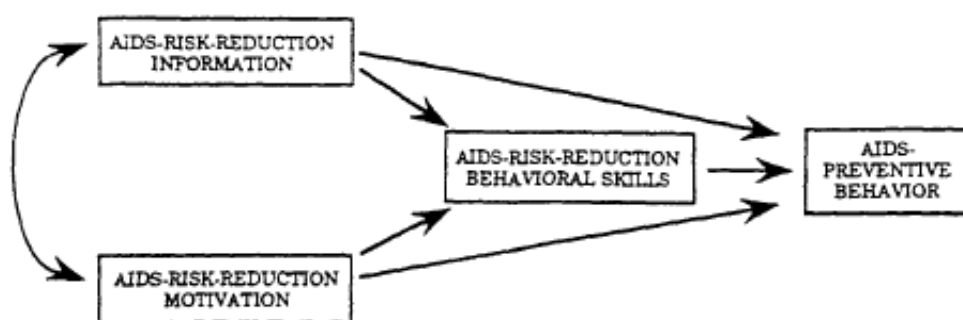 AIDS-RISK-REDUCTION
INFORMATION
AIDS-RISK-REDUCTION
BEHAVIORAL SKILLS
AIDS-
PREVENTIVE
BEHAVIOR
AIDS-RISK-REDUCTION
MOTIVATION